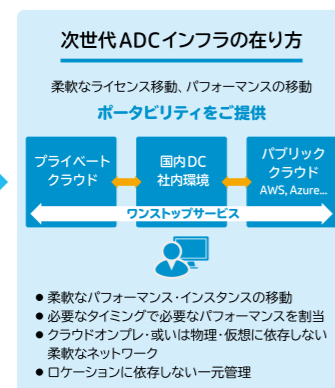 次世代ADCインフラの在り方
柔軟なライセンス移動、パフォーマンスの移動
ポータビリティをご提供
プライベート
クラウド
国内DC
社内環境
パブリック
クラウド
AWS, Azure...
ワンストップサービス
● 柔軟なパフォーマンス・インスタンスの移動
● 必要なタイミングで必要なパフォーマンスを割当
● クラウドオンプレ・或いは物理・仮想に依存しない
柔軟なネットワーク
● ロケーションに依存しない一元管理